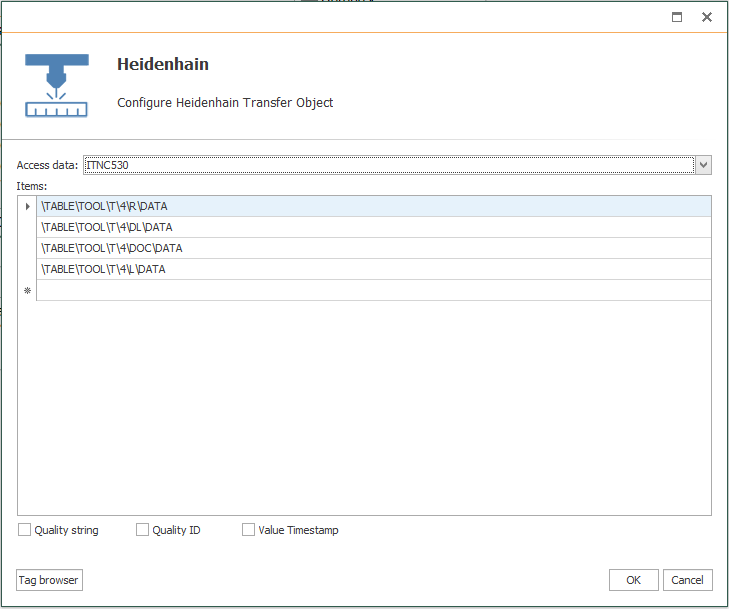 Heidenhain
Configure Heidenhain Transfer Object
Access data: ITNC530
Items:
\TABLE\TOOL\T\4\R\DATA
\TABLE\TOOL\T\4\DL\DATA
\TABLE\TOOL\T\4\DOC\DATA
\TABLE\TOOL\T\4\L\DATA
Quality string Quality ID Value Timestamp
Tag browser OK Cancel